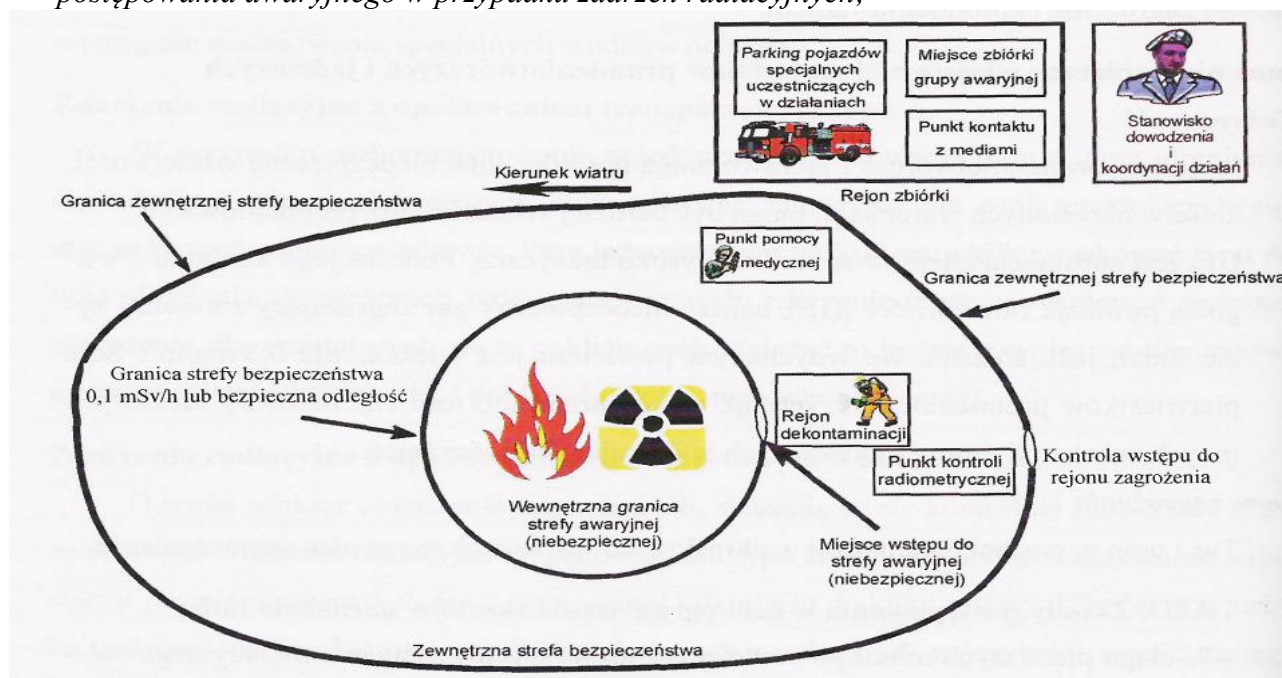 postępowania awaryjnego w przypadku zdarzeń radiacyjnych;
Parking pojazdów
specjalnych
uczestniczących
w działaniach
Miejsce zbiórki
grupy awaryjnej
Punkt kontaktu
z mediami
Stanowisko
dowodzenia
i
koordynacji działań
Kierunek wiatru
Rejon zbiórki
Granica zewnętrznej strefy bezpieczeństwa
Punkt pomocy
medycznej
Granica zewnętrznej strefy bezpieczeństwa
Granica strefy bezpieczeństwa
0,1 mSv/h lub bezpieczna odległość
Rejon
dekontaminacji
Punkt kontroli
radiometrycznej
Kontrola wstępu do
rejonu zagrożenia
Wewnętrzna granica
strefy awaryjnej
(niebezpiecznej)
Miejsce wstępu do
strefy awaryjnej
(niebezpiecznej)
Zewnętrzna strefa bezpieczeństwa